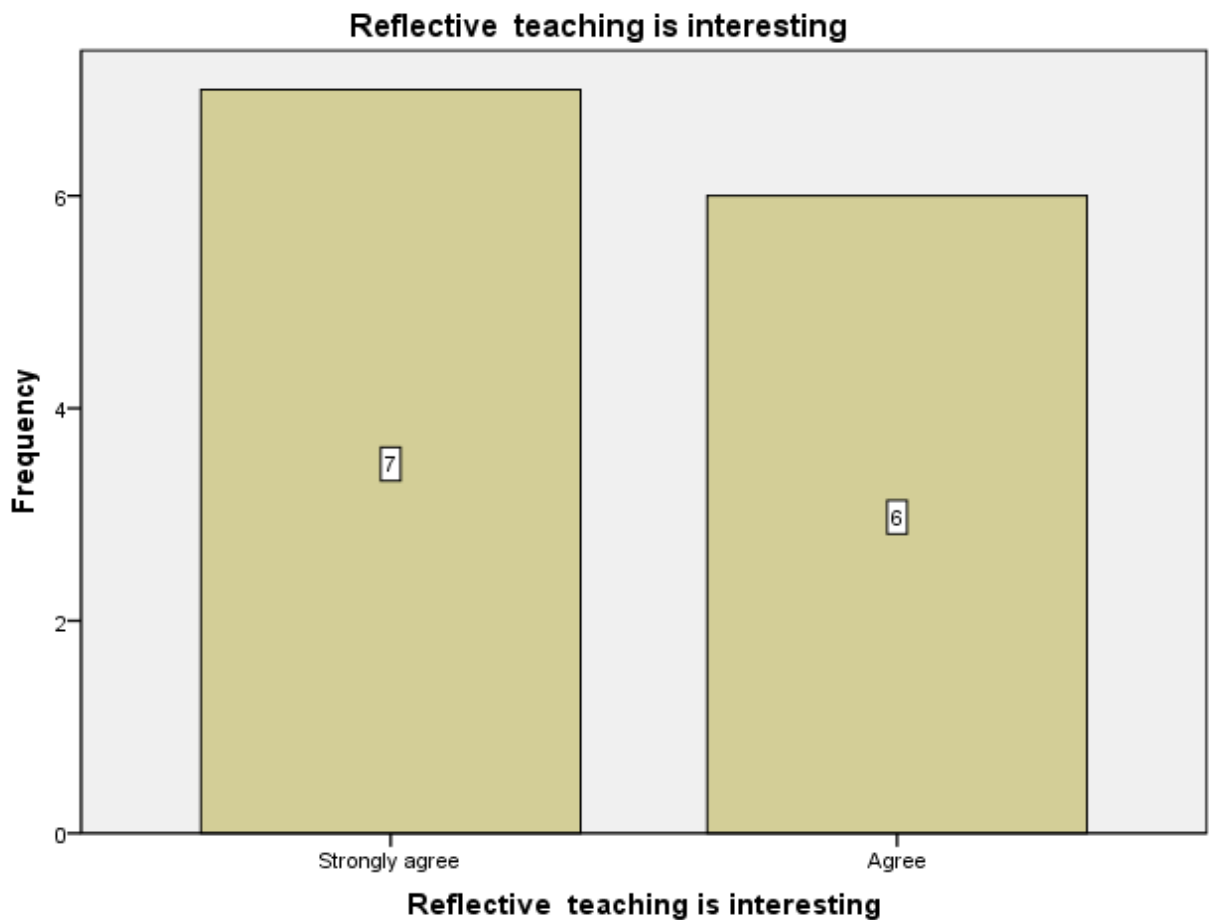 Reflective  teaching is interesting
Frequency
6
4
2
0
7
6
Strongly agree
Agree
Reflective  teaching is interesting